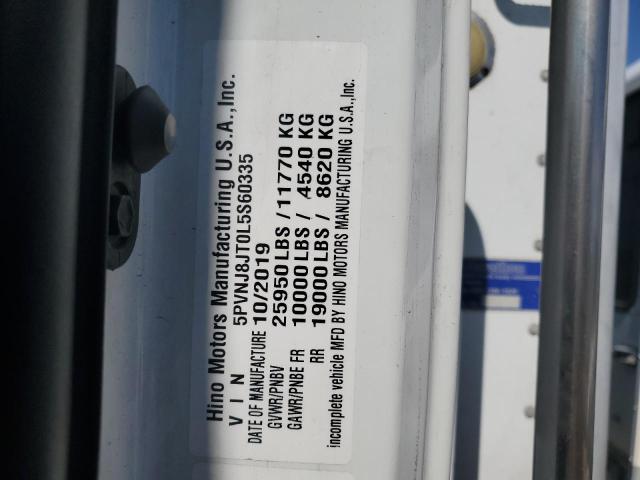 Hino Motors Manufacturing U.S.A.,Inc.
VIN 5PVNJ8JT0L5S60335
DATE OF MANUFACTURE 10/2019
GVWR/PNBV 25950LBS/11770 KG
GAWR/PNBE FR 10000LBS/ 4540 KG
RR 19000LBS/ 8620 KG
incomplete vehicle MFD BY HINO MOTORS MANUFACTURING U.S.A.,Inc.